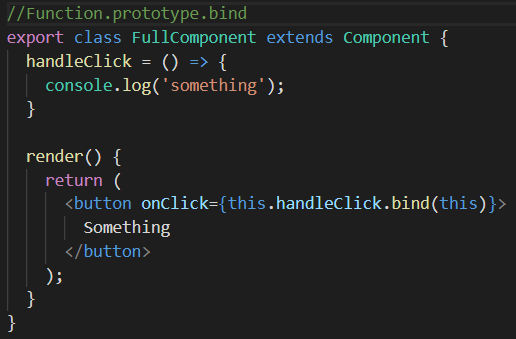 //Function.prototype.bind
export class FullComponent extends Component {
  handleClick = () => {
    console.log('something');
  }

  render() {
    return (
      <button onClick={this.handleClick.bind(this)}>
        Something
      </button>
    );
  }
}